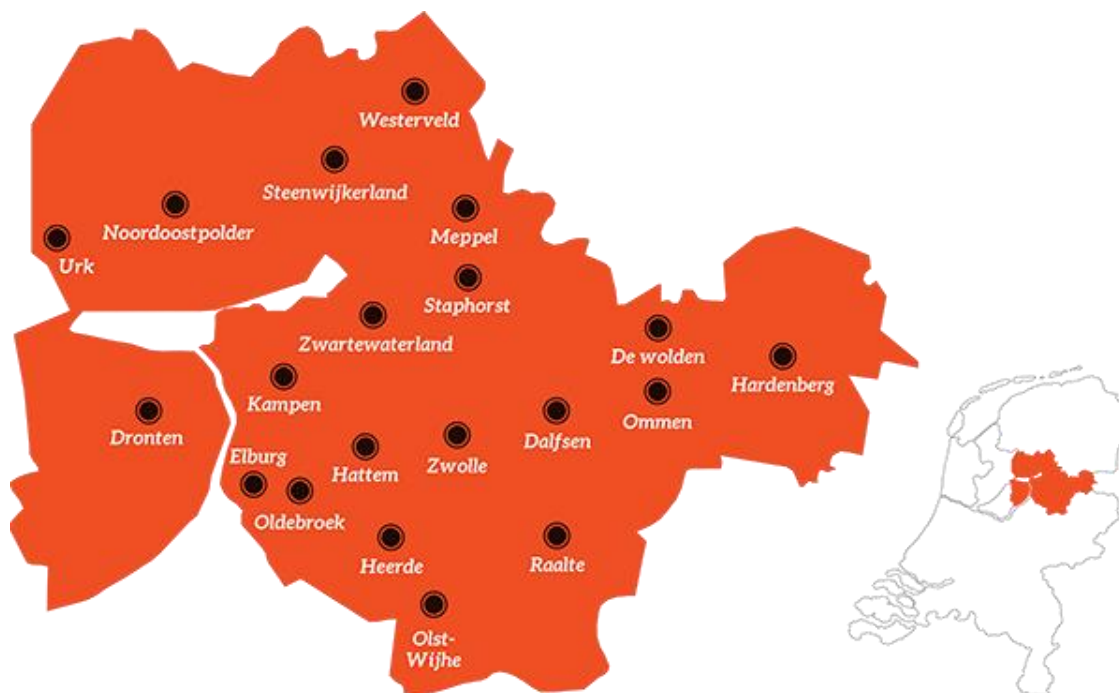 Westerveld
Steenwijkerland
Noordoostpolder
Meppel
Urk
Staphorst
Zwartewaterland
De wolden
Hardenberg
Kampen
Ommen
Dronten
Dalfsen
Elburg
Hattem
Zwolle
Oldebroek
Heerde
Raalte
Olst-
Wijhe